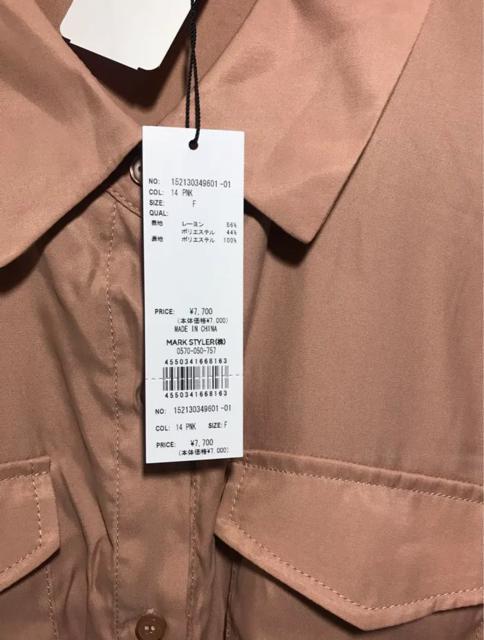 NO: 152130349601-01
COL: 14 PNK
SIZE: F
QUAL:
表地 レーヨン 56%
ポリエステル 44%
裏地 ポリエステル 100%
PRICE: ¥7,700
(本体価格¥7,000)
MADE IN CHINA
MARK STYLER(株)
0570-050-757
4550341668163
4550341668163
NO: 152130349601-01
COL: 14 PNK SIZE: F
PRICE: ¥7,700
(本体価格¥7,000)